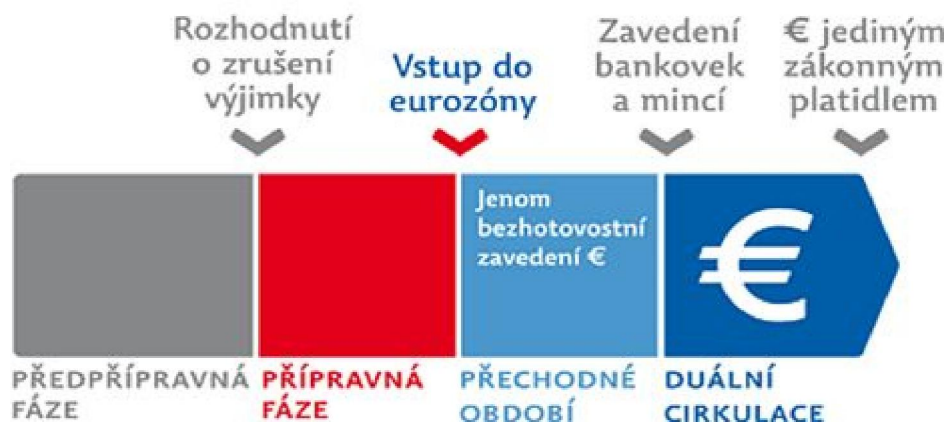 Rozhodnutí
o zrušení
výjimky
Vstup do
eurozóny
Zavedení
bankovek
a mincí
€ jediným
zákonným
platidlem
Jenom
bezhotovostní
zavedení €
€
PŘEDPŘÍPRAVNÁ
FÁZE
PŘÍPRAVNÁ
FÁZE
PŘECHODNÉ
OBDOBÍ
DUÁLNÍ
CIRKULACE